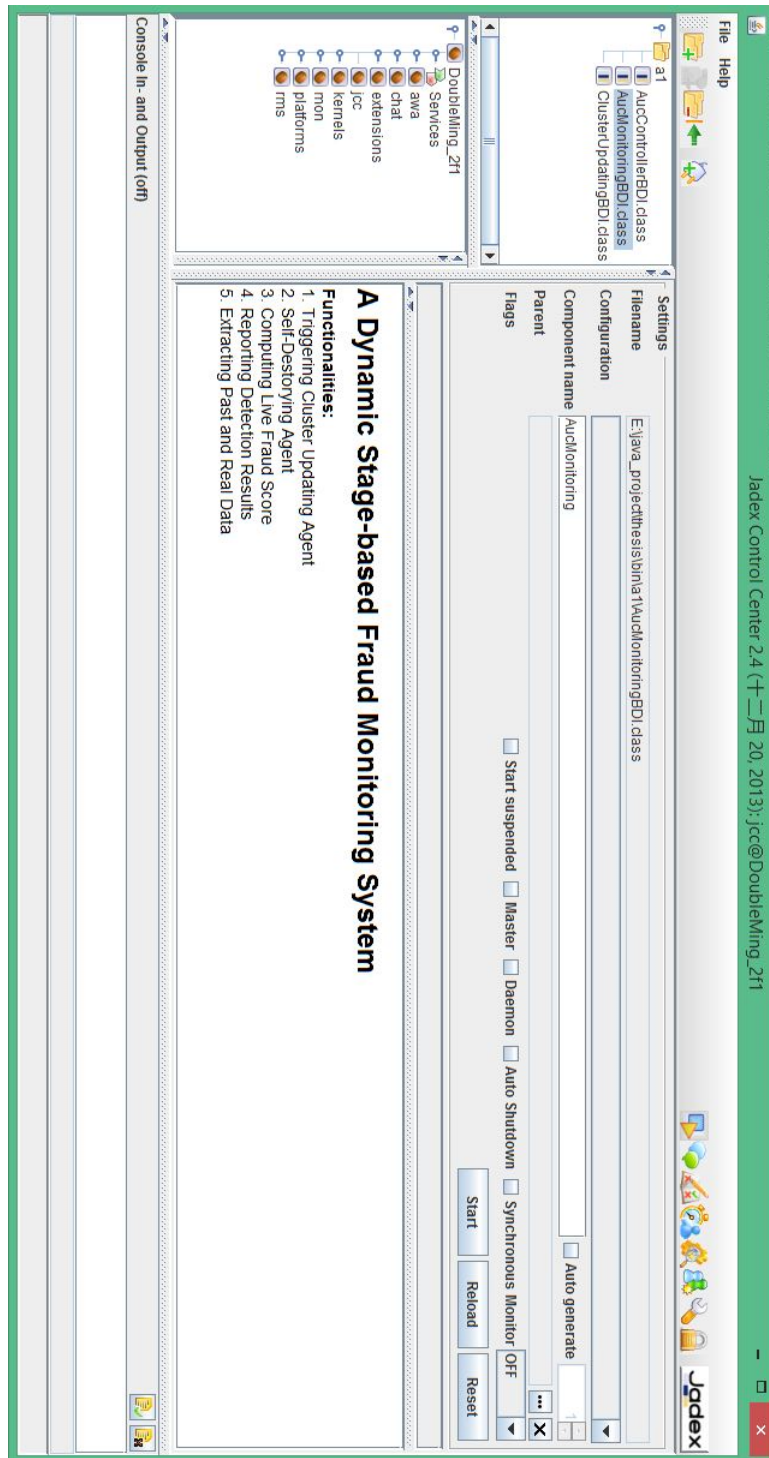 Jadex Control Center 2.4 (十二月 20, 2013): jcc@DoubleMing_2f1
File Help
Jadex
a1
AucControllerBDI.class
AucMonitoringBDI.class
ClusterUpdatingBDI.class
DoubleMing_2f1
Services
awa
chat
extensions
jcc
kernels
mon
platforms
rms
Settings
Filename E:\java_project\thesis\bin\a1\AucMonitoringBDI.class
Configuration
Component name AucMonitoring Auto generate 1
Parent ... X
Flags Start suspended Master Daemon Auto Shutdown Synchronous Monitor OFF
Start Reload Reset
A Dynamic Stage-based Fraud Monitoring System
Functionalities:
1. Triggering Cluster Updating Agent
2. Self-Destorying Agent
3. Computing Live Fraud Score
4. Reporting Detection Results
5. Extracting Past and Real Data
Console In- and Output (off)